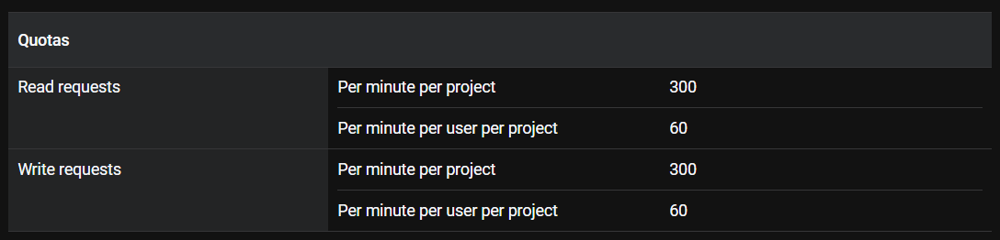 Quotas
Read requests Per minute per project 300
Per minute per user per project 60
Write requests Per minute per project 300
Per minute per user per project 60